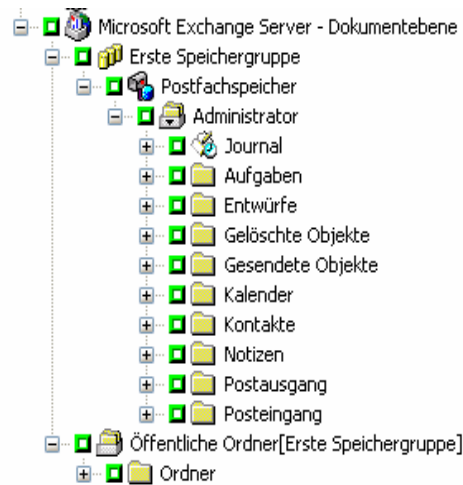 Microsoft Exchange Server - Dokumentebene
Erste Speichergruppe
Postfachspeicher
Administrator
Journal
Aufgaben
Entwürfe
Gelöschte Objekte
Gesendete Objekte
Kalender
Kontakte
Notizen
Postausgang
Posteingang
Öffentliche Ordner[Erste Speichergruppe]
Ordner